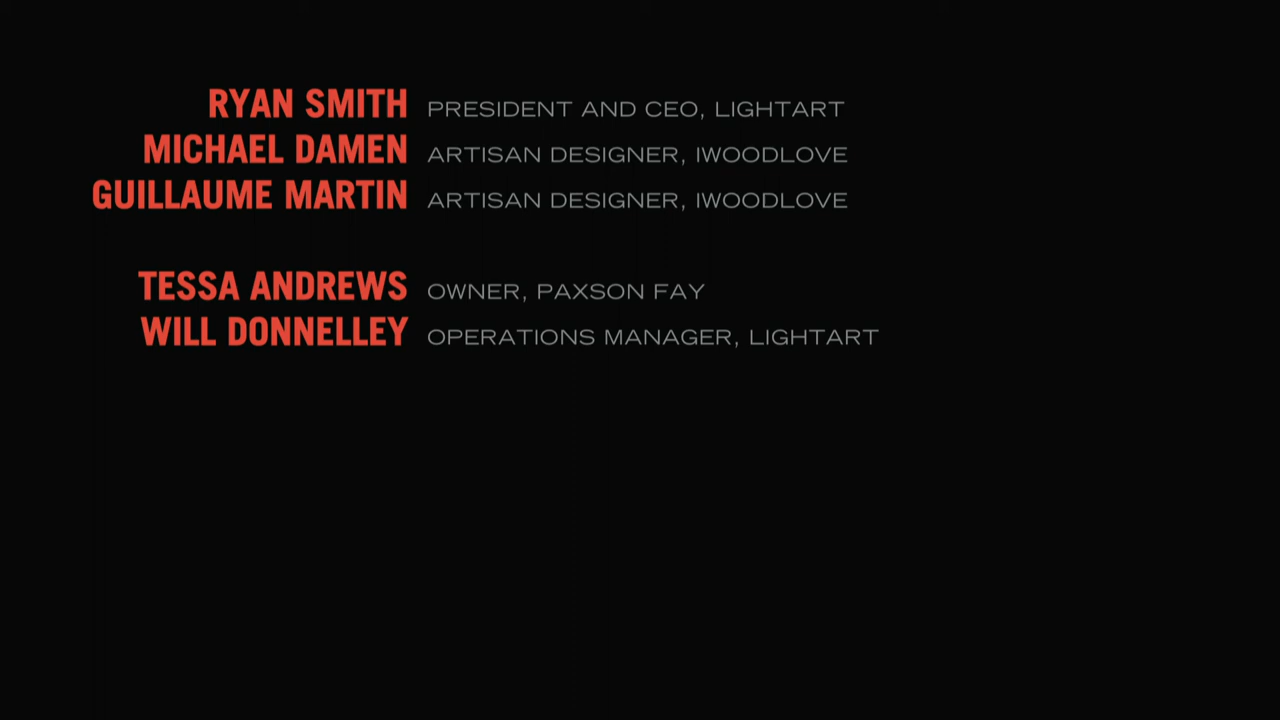 RYAN SMITH PRESIDENT AND CEO, LIGHTART
MICHAEL DAMEN ARTISAN DESIGNER, IWOODLOVE
GUILLAUME MARTIN ARTISAN DESIGNER, IWOODLOVE
TESSA ANDREWS OWNER, PAXSON FAY
WILL DONNELLEY OPERATIONS MANAGER, LIGHTART